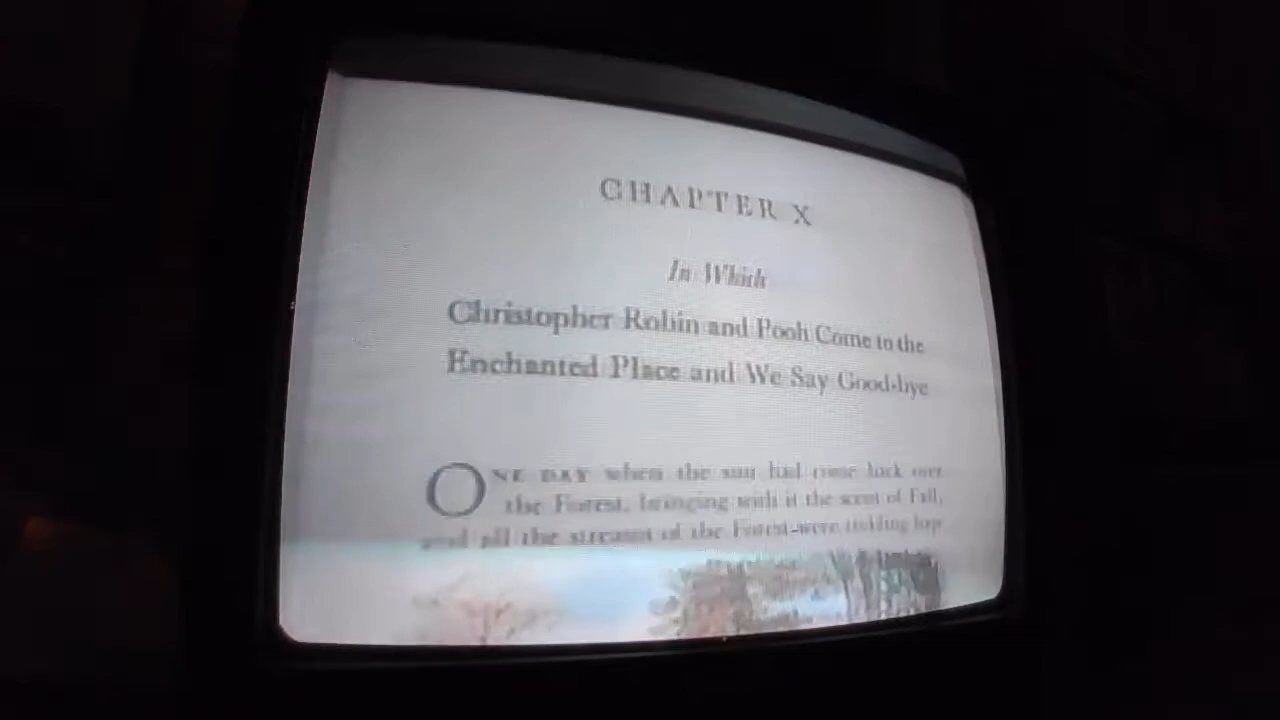 CHAPTER X
In Which
Christopher Robin and Pooh Come to the
Enchanted Place and We Say Good-bye
ONE DAY when the sun had come back over
the Forest, bringing with it the scent of Fall,
and all the streams of the Forest were